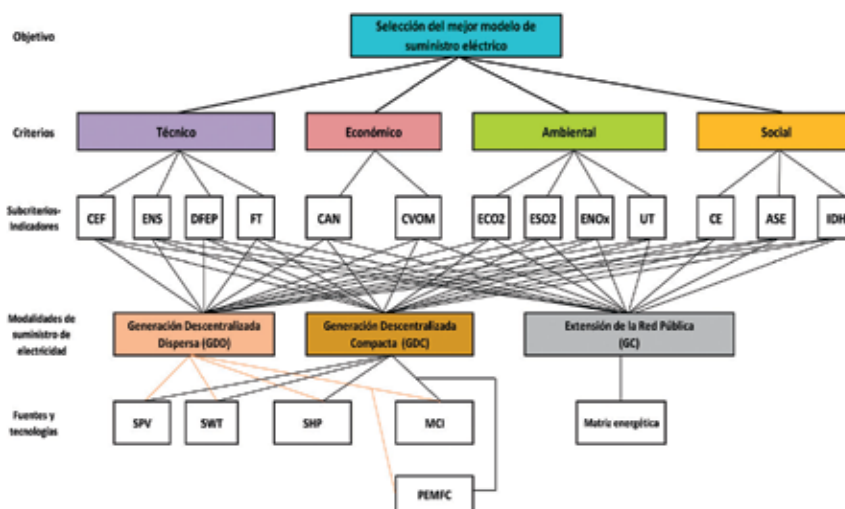 Objetivo
Selección del mejor modelo de
suministro eléctrico
Criterios
Técnico
Económico
Ambiental
Social
Subcriterios-
Indicadores
CEF
ENS
DFEP
FT
CAN
CVOM
ECO2
ESO2
ENOx
UT
CE
ASE
IDH
Modalidades de
suministro de
electricidad
Generación Descentralizada
Dispersa (GDD)
Generación Descentralizada
Compacta (GDC)
Extensión de la Red Pública
(GC)
Fuentes y
tecnologías
SPV
SWT
SHP
MCI
Matriz energética
PEMFC